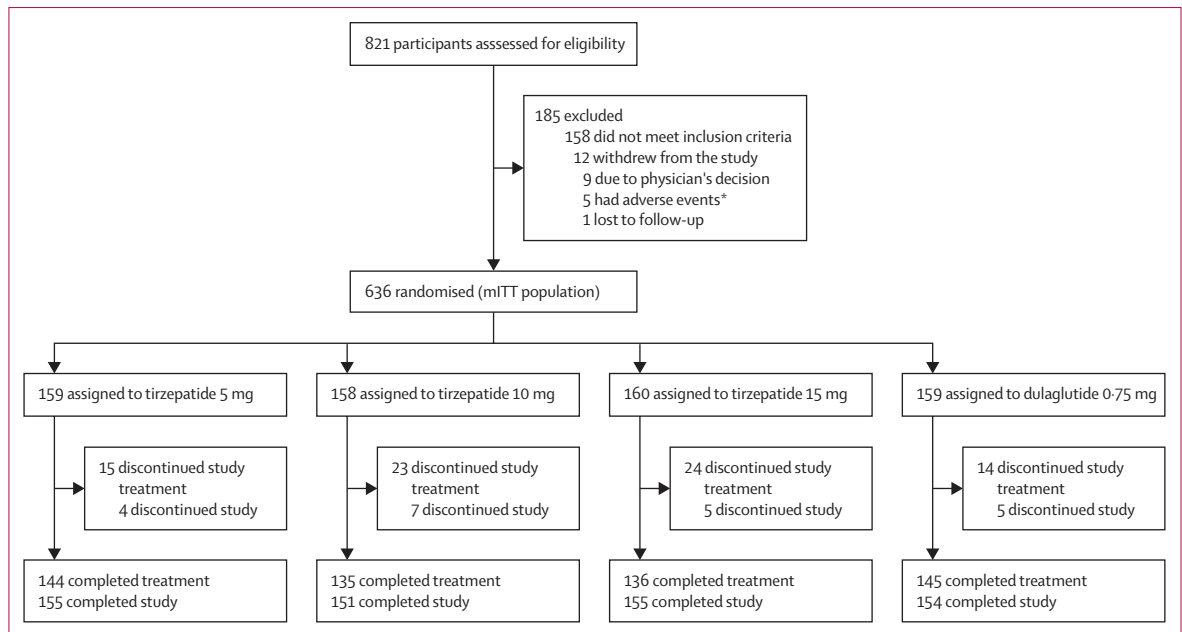 821 participants asssessed for eligibility
185 excluded
158 did not meet inclusion criteria
12 withdrew from the study
9 due to physician's decision
5 had adverse events*
1 lost to follow-up
636 randomised (mITT population)
159 assigned to tirzepatide 5 mg
158 assigned to tirzepatide 10 mg
160 assigned to tirzepatide 15 mg
159 assigned to dulaglutide 0·75 mg
15 discontinued study
treatment
4 discontinued study
23 discontinued study
treatment
7 discontinued study
24 discontinued study
treatment
5 discontinued study
14 discontinued study
treatment
5 discontinued study
144 completed treatment
155 completed study
135 completed treatment
151 completed study
136 completed treatment
155 completed study
145 completed treatment
154 completed study